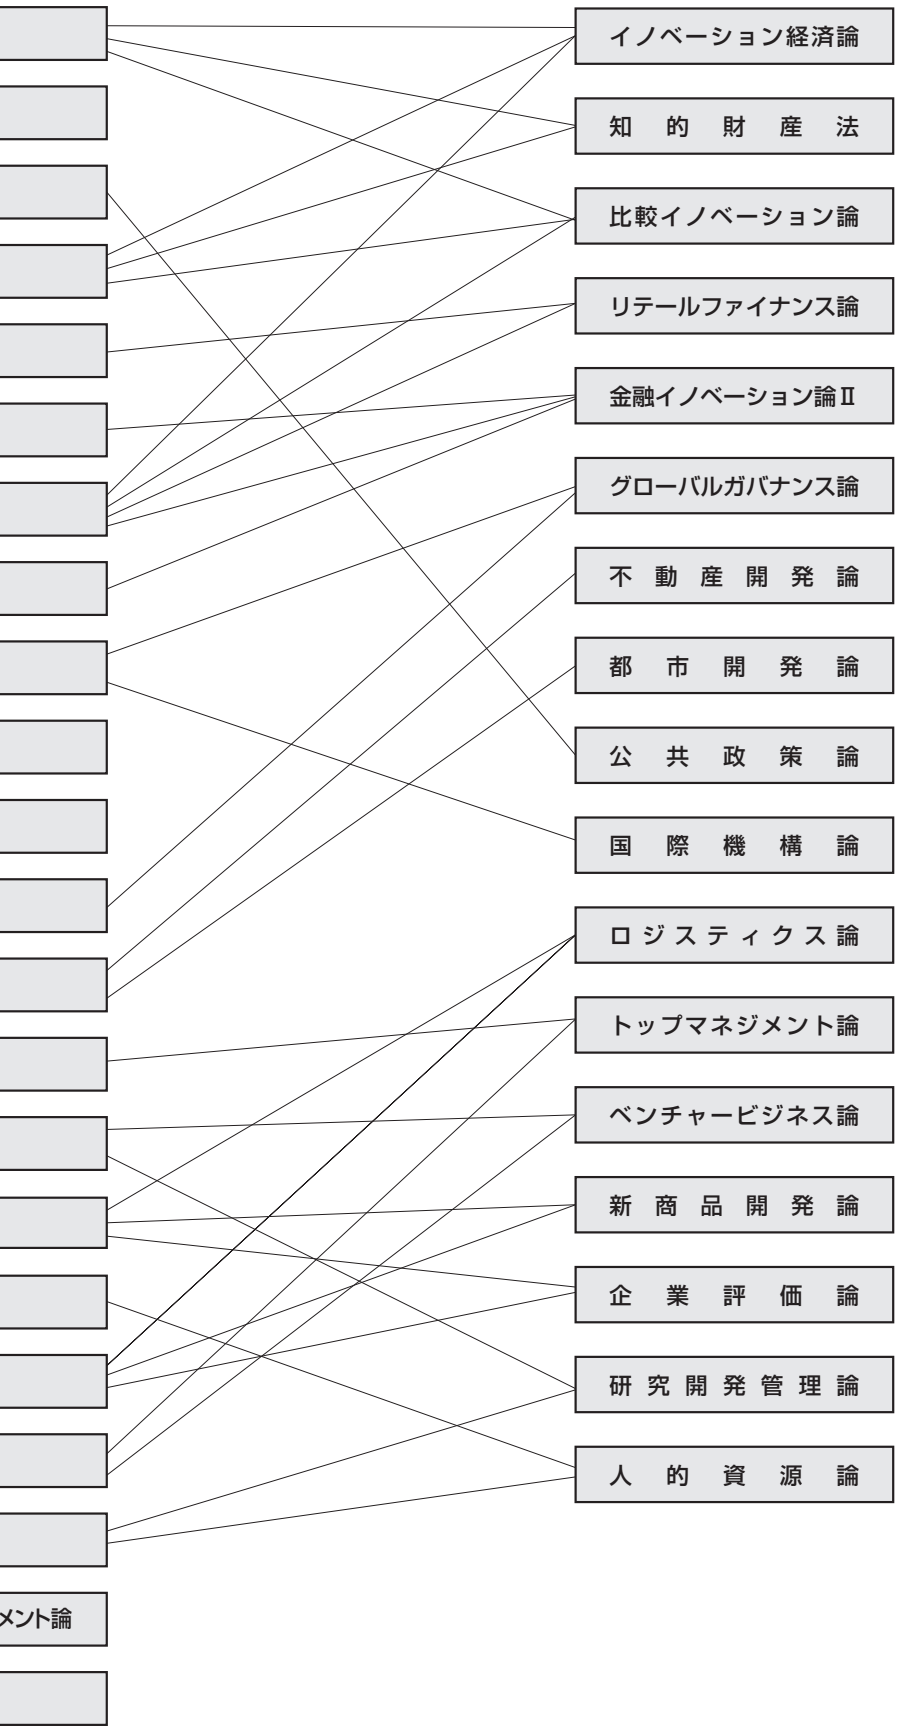 イノベーション経済論
知的財産法
比較イノベーション論
リテールファイナンス論
金融イノベーション論Ⅱ
グローバルガバナンス論
不動産開発論
都市開発論
公共政策論
国際機構論
ロジスティクス論
トップマネジメント論
ベンチャービジネス論
新商品開発論
企業評価論
研究開発管理論
人的資源論
メント論